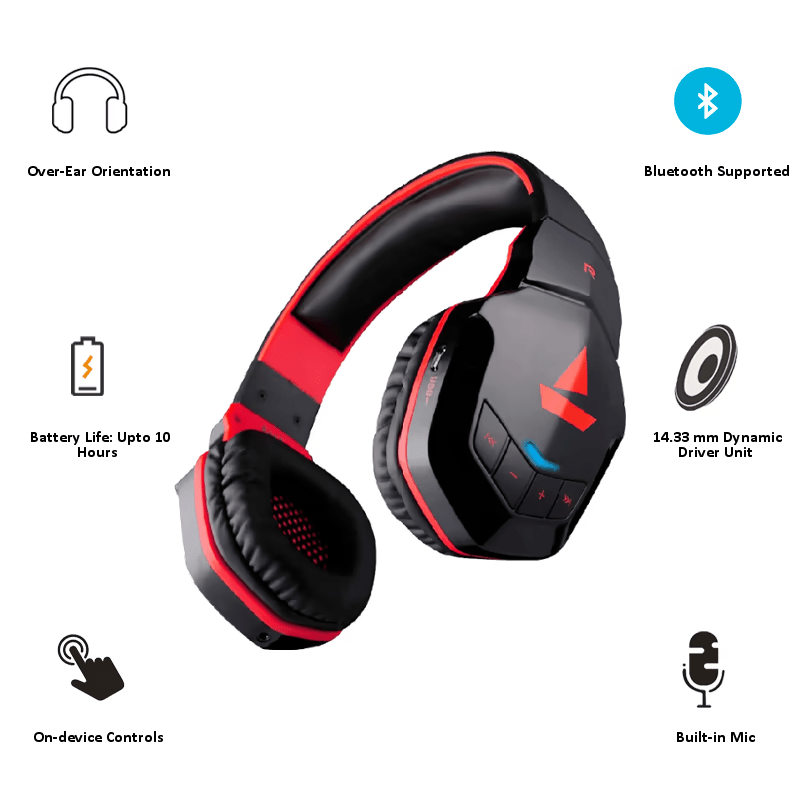 Over-Ear Orientation
Bluetooth Supported
R
Battery Life: Upto 10
Hours
14.33 mm Dynamic
Driver Unit
On-device Controls
Built-in Mic